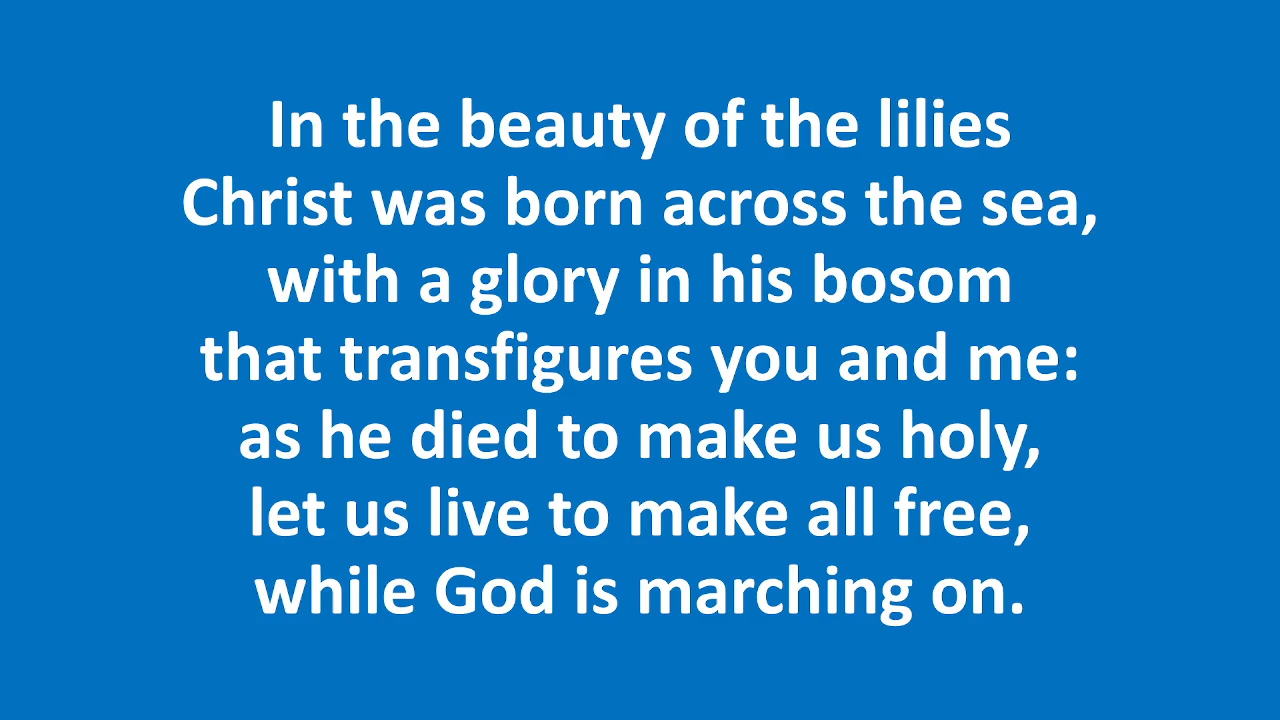 In the beauty of the lilies
Christ was born across the sea,
with a glory in his bosom
that transfigures you and me:
as he died to make us holy,
let us live to make all free,
while God is marching on.